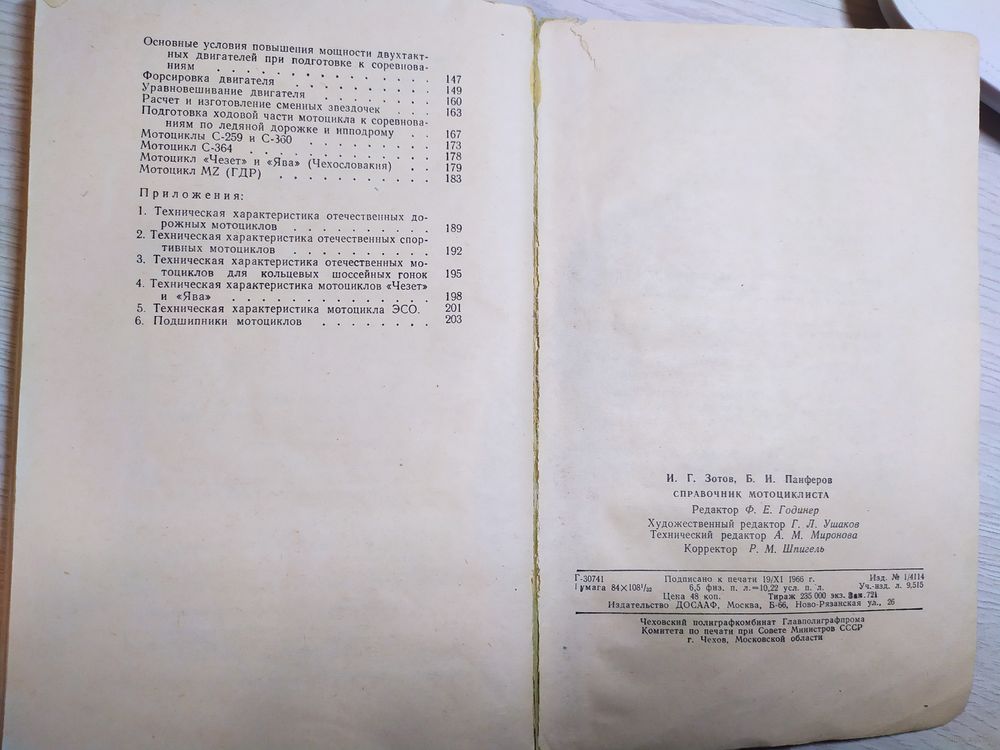 Основные условия повышения мощности двухтакт-
ных двигателей при подготовке к соревнова-
ниям . . . . . . . . . . . . . 147
Форсировка двигателя . . . . . . . . . 149
Уравновешивание двигателя . . . . . . . 160
Расчет и изготовление сменных звездочек . . . 163
Подготовка ходовой части мотоцикла к соревнова-
ниям по ледяной дорожке и ипподрому . . 167
Мотоциклы С-259 и С-360 . . . . . . . . 173
Мотоцикл С-364 . . . . . . . . . . . 178
Мотоцикл «Чезет» и «Ява» (Чехословакия) . . 179
Мотоцикл MZ (ГДР) . . . . . . . . . . 183
Приложения:
1. Техническая характеристика отечественных до-
рожных мотоциклов . . . . . . . . . 189
2. Техническая характеристика отечественных спор-
тивных мотоциклов . . . . . . . . . 192
3. Техническая характеристика отечественных мо-
тоциклов для кольцевых шоссейных гонок 195
4. Техническая характеристика мотоциклов «Чезет»
и «Ява» . . . . . . . . . . . . . 198
5. Техническая характеристика мотоцикла ЭСО. 201
6. Подшипники мотоциклов . . . . . . . . 203
И. Г. Зотов, Б. И. Панферов
СПРАВОЧНИК МОТОЦИКЛИСТА
Редактор Ф. Е. Годинер
Художественный редактор Г. Л. Ушаков
Технический редактор А. М. Миронова
Корректор Р. М. Шпигель
Г-30741 Подписано к печати 19/XI 1966 г. Изд. № 1/4114
умага 84×108¹/₃₂ 6,5 физ. п. л.=10,22 усл. п. л. Уч.-изд. л. 9,515
Цена 48 коп. Тираж 235 000 экз. Зак. 721
Издательство ДОСААФ, Москва, Б-66, Ново-Рязанская ул., 26
Чеховский полиграфкомбинат Главполиграфпрома
Комитета по печати при Совете Министров СССР
г. Чехов, Московской области